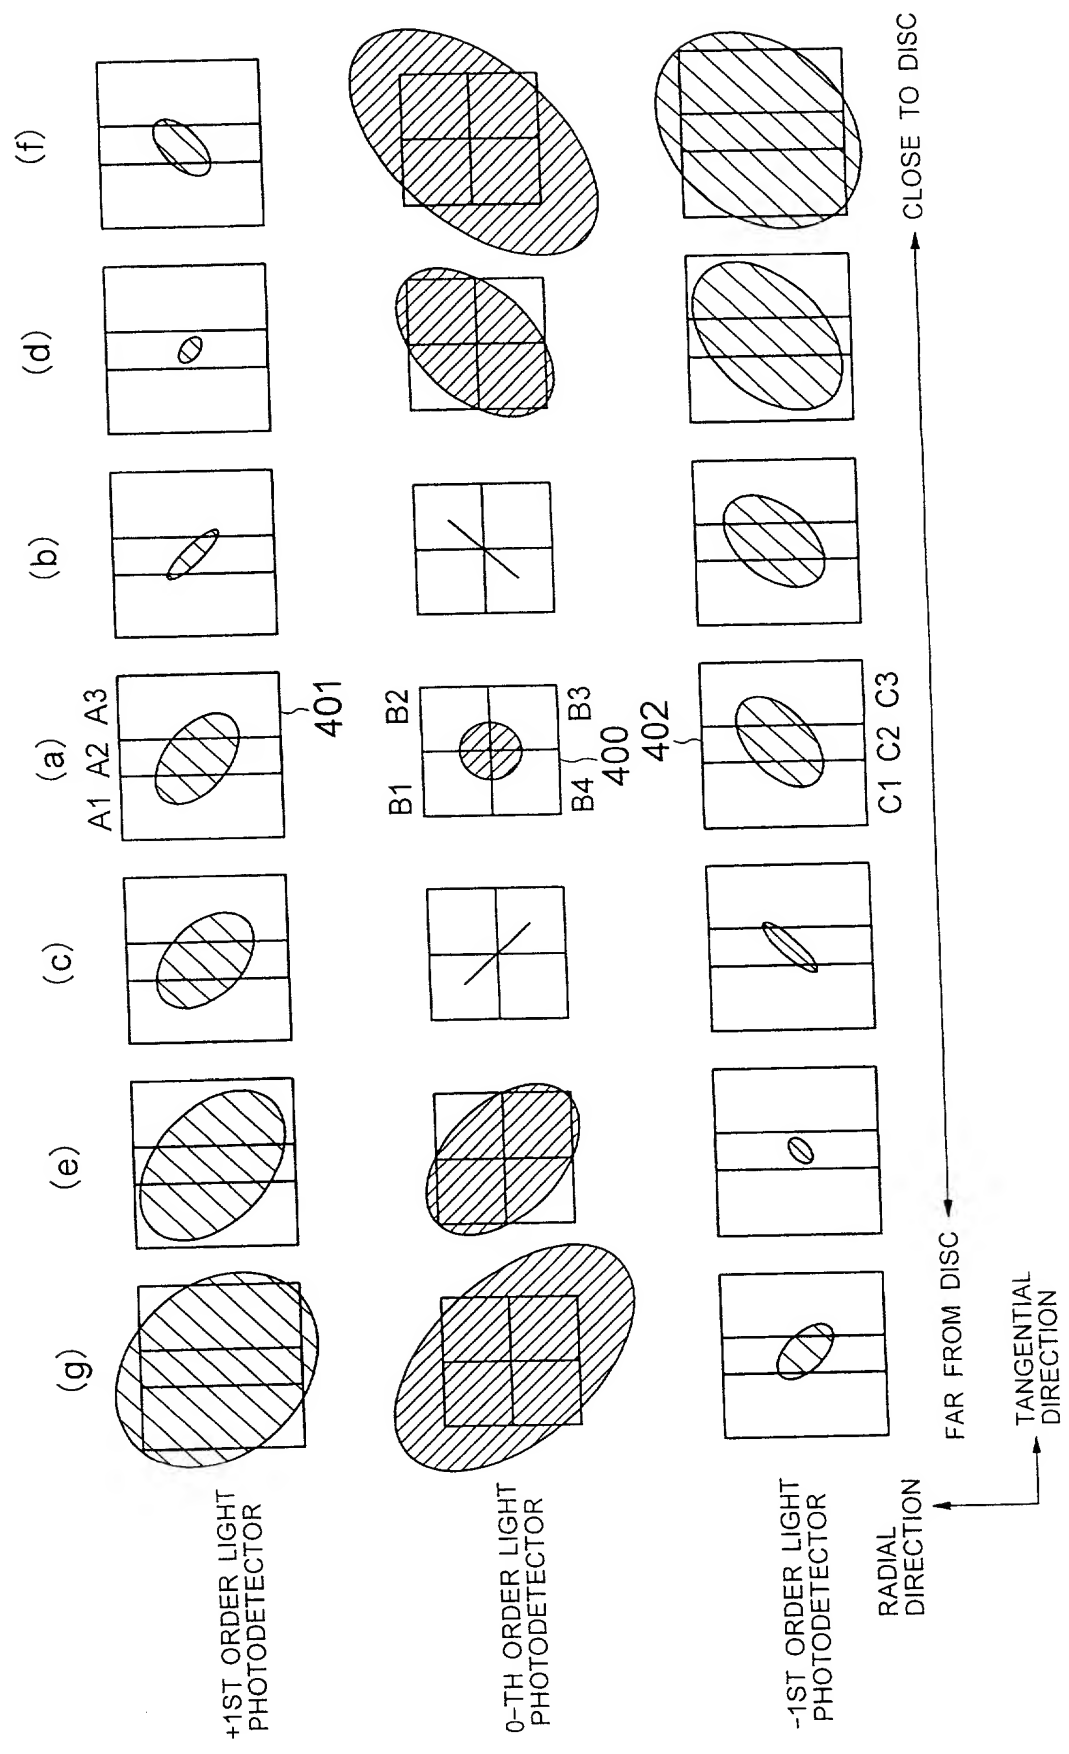 (g) (e) (c) (a) (b) (d) (f)
+1ST ORDER LIGHT
PHOTODETECTOR
A1 A2 A3
401
0-TH ORDER LIGHT
PHOTODETECTOR
B1 B2
B4 B3
400
402
-1ST ORDER LIGHT
PHOTODETECTOR
C1 C2 C3
FAR FROM DISC
CLOSE TO DISC
RADIAL
DIRECTION
TANGENTIAL
DIRECTION